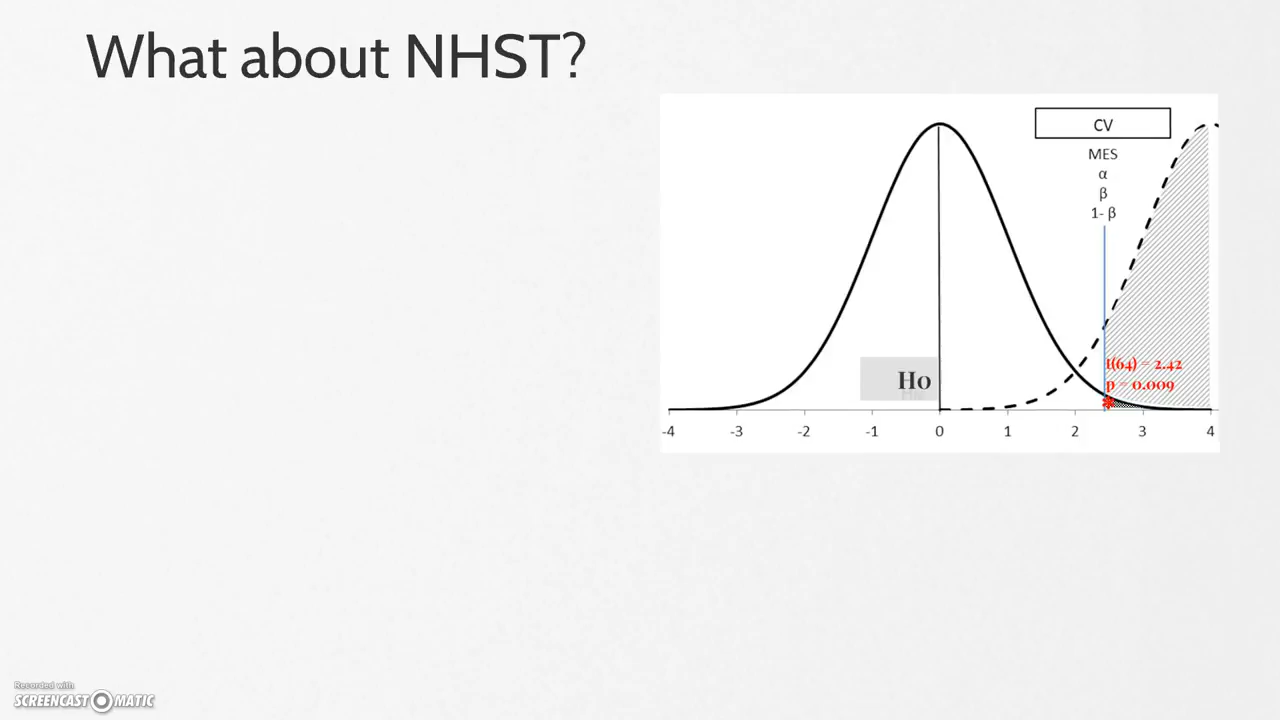 What about NHST?
CV
MES
α
β
1- β
t(64) = 2.42
p = 0.009
Ho
-4 -3 -2 -1 0 1 2 3 4
Recorded with
SCREENCAST MATIC